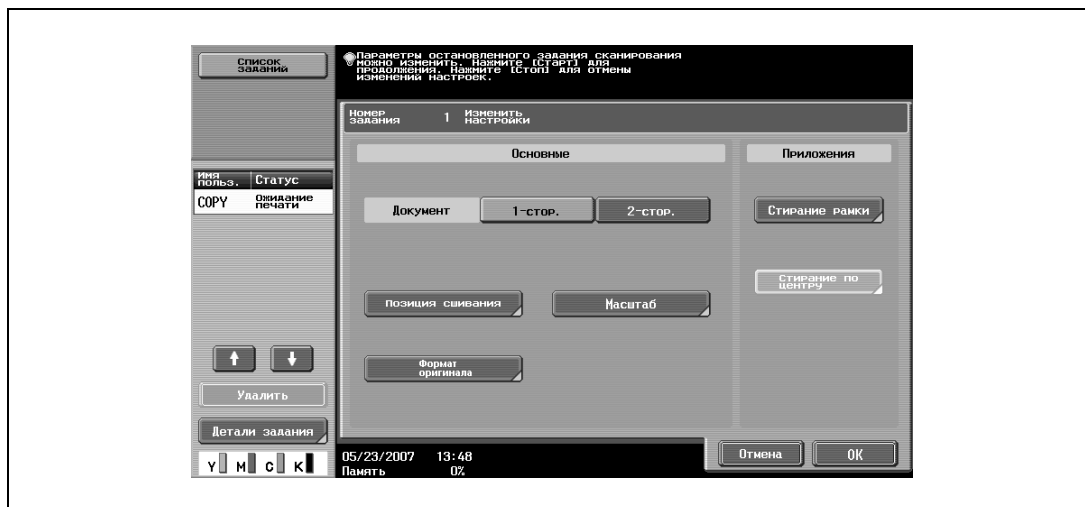 Список
заданий
Параметры остановленного задания сканирования
можно изменить. Нажмите [Старт] для
продолжения. Нажмите [Стоп] для отмены
изменений настроек.
Номер
задания 1 Изменить
настройки
Основные
Приложения
Имя
польз. Статус
COPY Ожидание
печати
Документ 1-стор. 2-стор.
Стирание рамки
Стирание по
центру
Позиция сшивания Масштаб
Формат
оригинала
Удалить
Детали задания
Y M C K
05/23/2007 13:48
Память 0%
Отмена OK